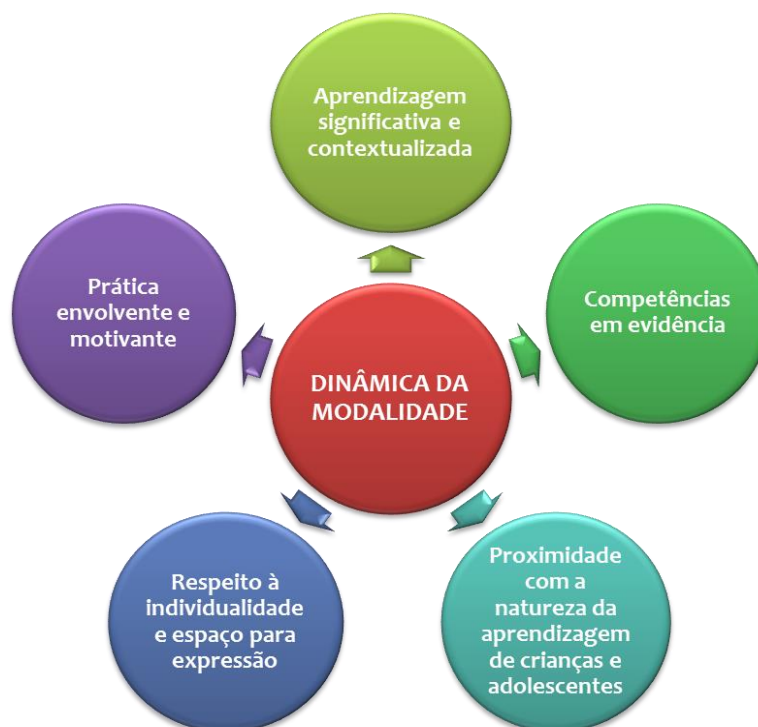 Aprendizagem
significativa e
contextualizada
Prática
envolvente e
motivante
Competências
em evidência
DINÂMICA DA
MODALIDADE
Respeito à
individualidade
e espaço para
expressão
Proximidade
com a
natureza da
aprendizagem
de crianças e
adolescentes